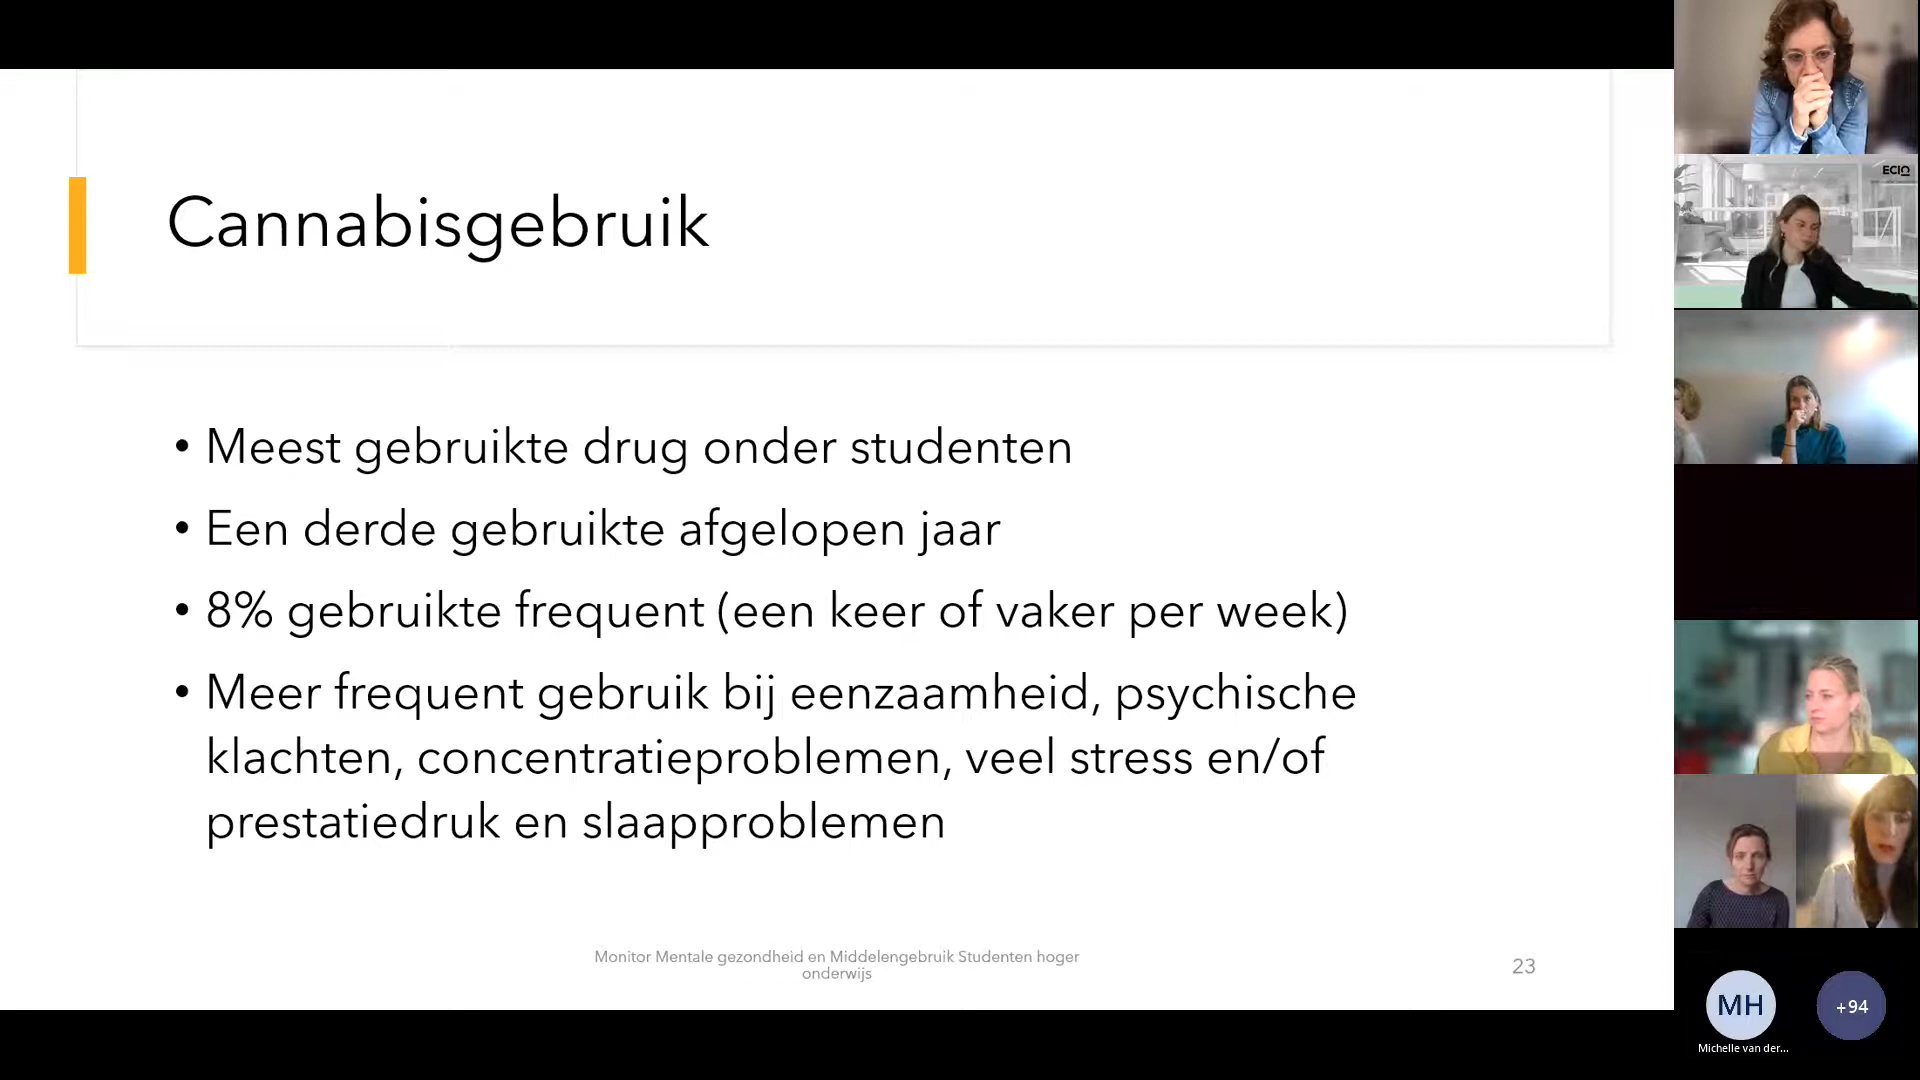 Cannabisgebruik
• Meest gebruikte drug onder studenten
• Een derde gebruikte afgelopen jaar
• 8% gebruikte frequent (een keer of vaker per week)
• Meer frequent gebruik bij eenzaamheid, psychische
klachten, concentratieproblemen, veel stress en/of
prestatiedruk en slaapproblemen
Monitor Mentale gezondheid en Middelengebruik Studenten hoger
onderwijs
23
ECIO
MH
+94
Michelle van der...